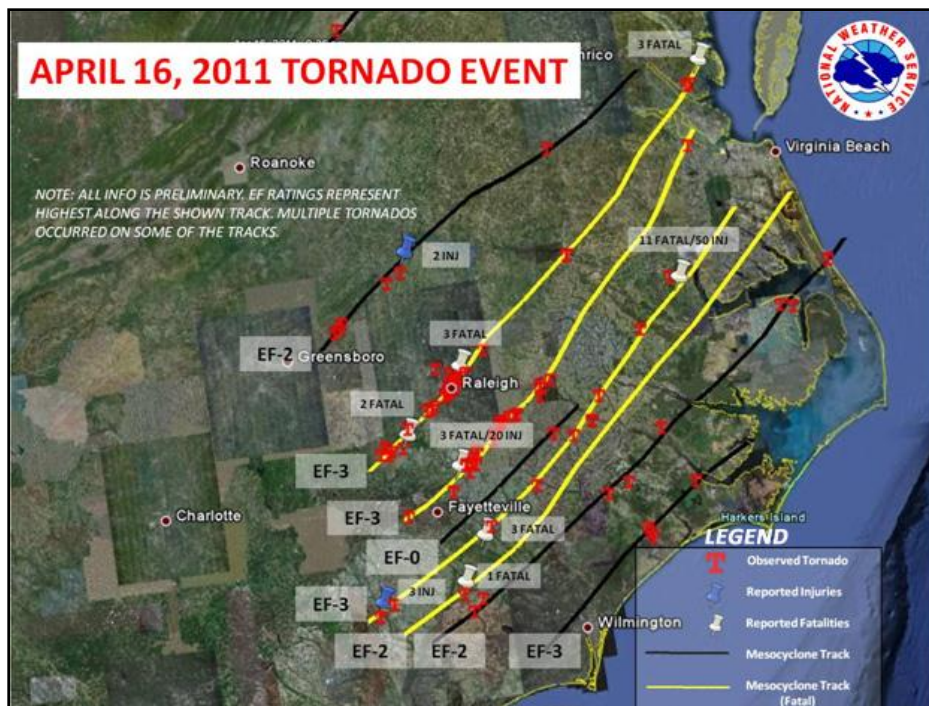 3 FATAL
nrico
APRIL 16, 2011 TORNADO EVENT
NATIONAL WEATHER SERVICE
Virginia Beach
Roanoke
NOTE: ALL INFO IS PRELIMINARY. EF RATINGS REPRESENT
HIGHEST ALONG THE SHOWN TRACK. MULTIPLE TORNADOS
OCCURRED ON SOME OF THE TRACKS.
11 FATAL/50 INJ
2 INJ
3 FATAL
EF-2
Greensboro
Raleigh
2 FATAL
3 FATAL/20 INJ
EF-3
Charlotte
EF-3
Fayetteville
Harkers Island
EF-0
3 FATAL
LEGEND
Observed Tornado
1 FATAL
3 INJ
Reported Injuries
EF-3
Wilmington
Reported Fatalities
EF-2
EF-2
EF-3
Mesocyclone Track
Mesocyclone Track
(Fatal)